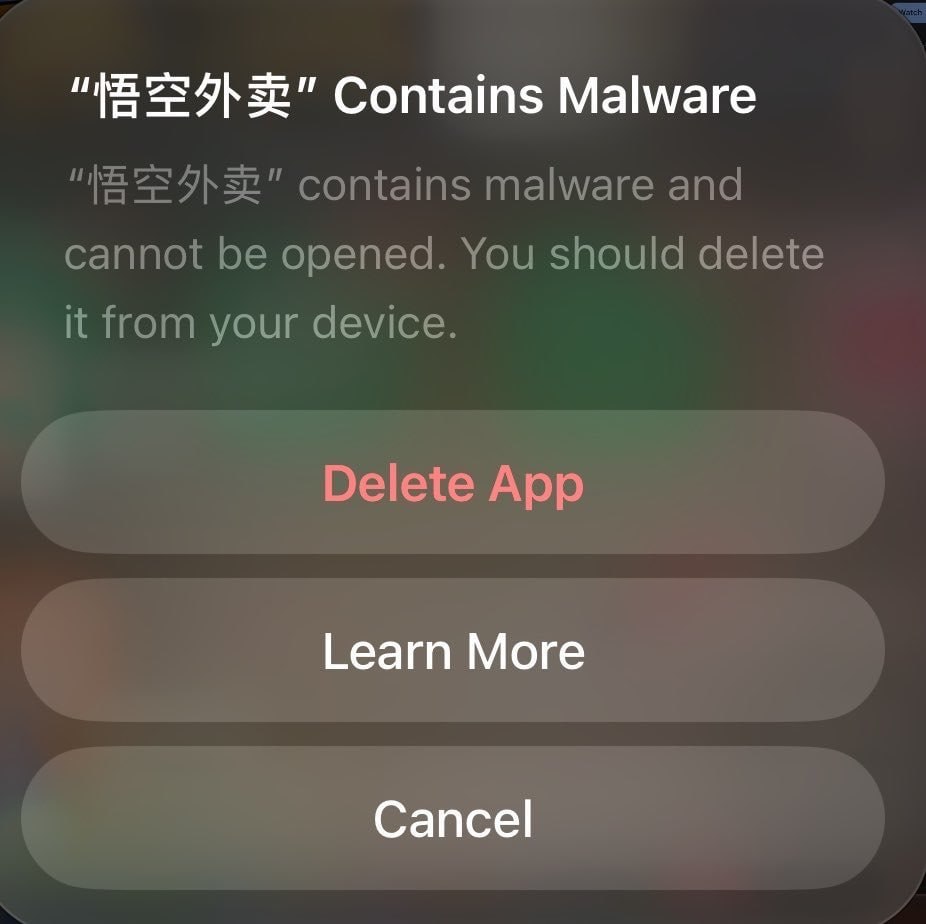 Watch
“悟空外卖” Contains Malware
“悟空外卖” contains malware and
cannot be opened. You should delete
it from your device.
Delete App
Learn More
Cancel